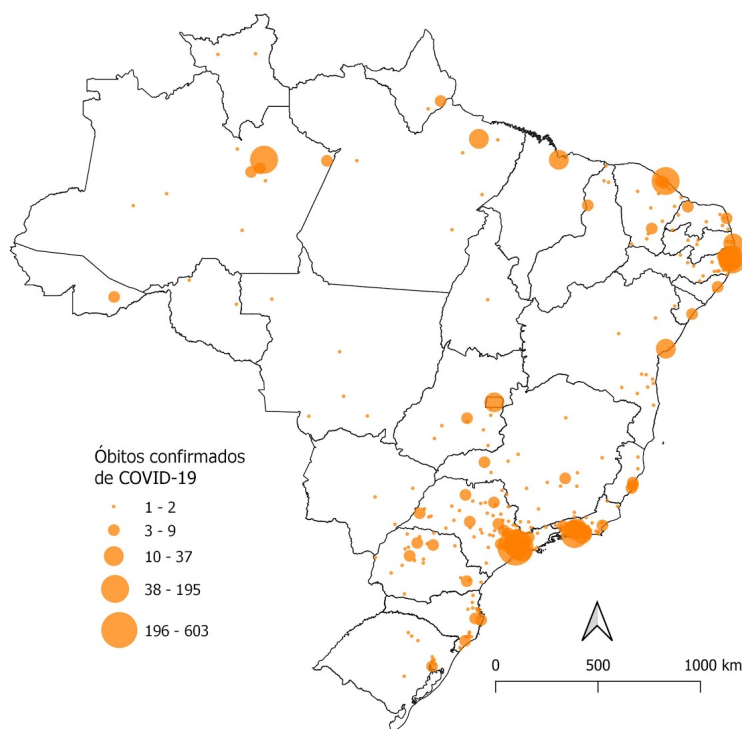 Óbitos confirmados
de COVID-19
1 - 2
3 - 9
10 - 37
38 - 195
196 - 603
0 500 1000 km